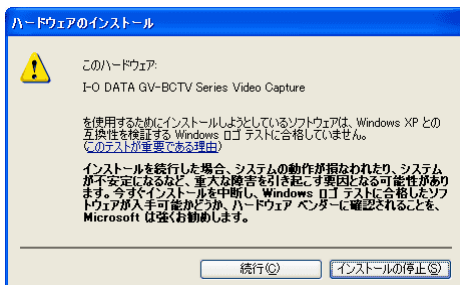 ハードウェアのインストール
このハードウェア:
I-O DATA GV-BCTV Series Video Capture
を使用するためにインストールしようとしているソフトウェアは、Windows XP との
互換性を検証する Windows ロゴ テストに合格していません。
(このテストが重要である理由)
インストールを続行した場合、システムの動作が損なわれたり、システム
が不安定になるなど、重大な障害を引き起こす要因となる可能性があり
ます。今すぐインストールを中断し、Windows ロゴ テストに合格したソフ
トウェアが入手可能かどうか、ハードウェア ベンダーに確認されることを、
Microsoft は強くお勧めします。
続行(C)
インストールの停止(S)